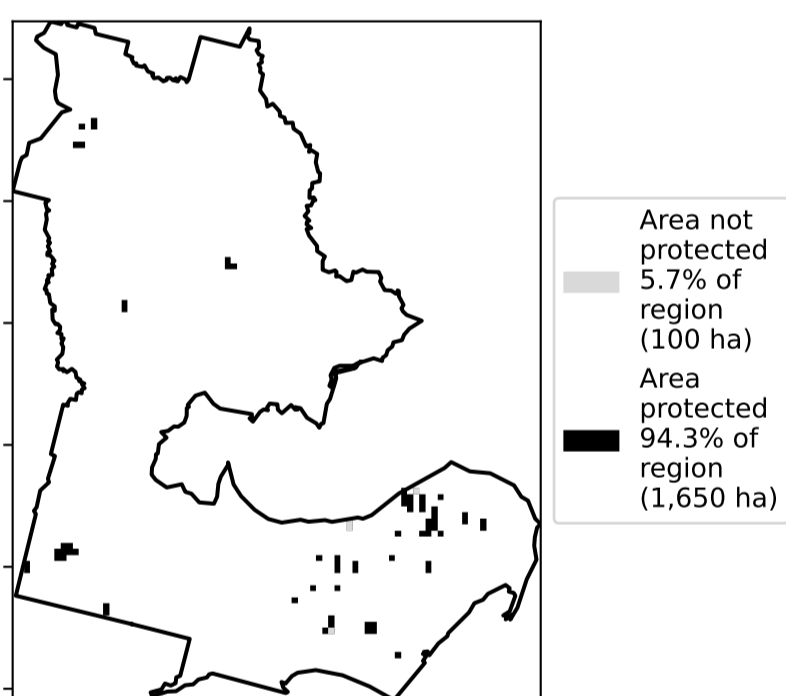 Area not
protected
5.7% of
region
(100 ha)
Area
protected
94.3% of
region
(1,650 ha)